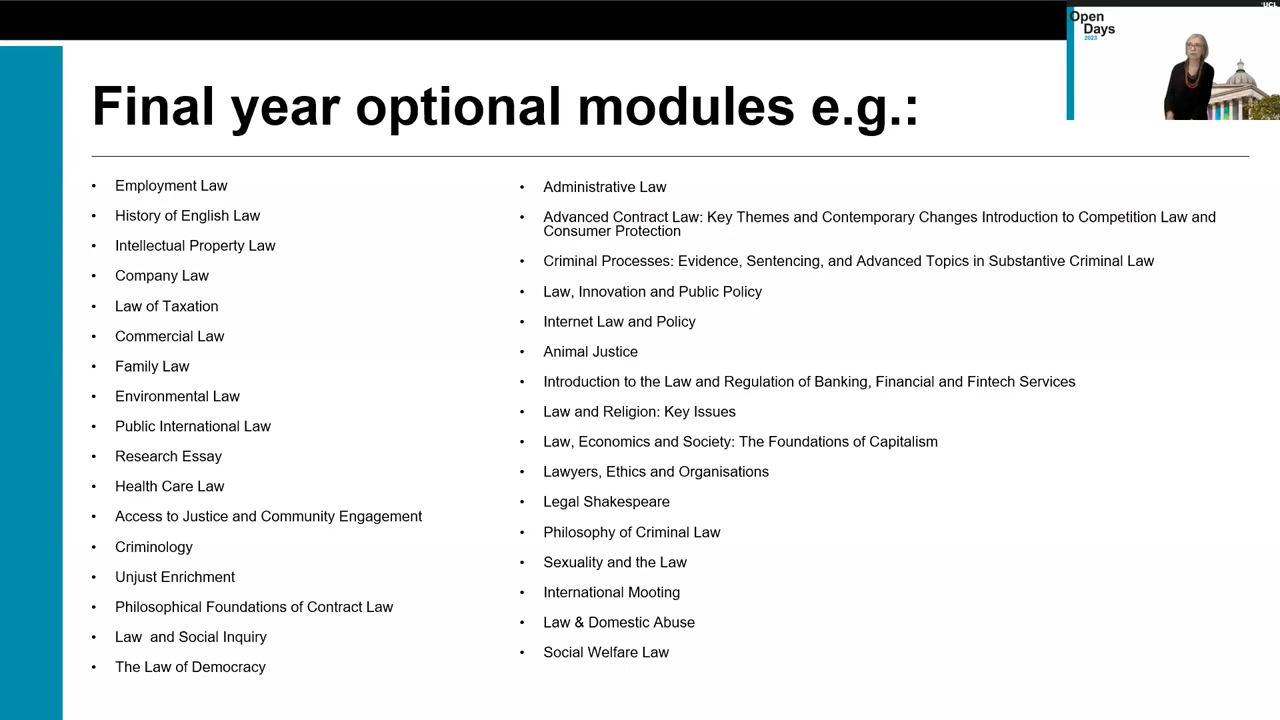 UCL
Open
Days
2023
Final year optional modules e.g.:
• Employment Law
• History of English Law
• Intellectual Property Law
• Company Law
• Law of Taxation
• Commercial Law
• Family Law
• Environmental Law
• Public International Law
• Research Essay
• Health Care Law
• Access to Justice and Community Engagement
• Criminology
• Unjust Enrichment
• Philosophical Foundations of Contract Law
• Law  and Social Inquiry
• The Law of Democracy
• Administrative Law
• Advanced Contract Law: Key Themes and Contemporary Changes Introduction to Competition Law and
Consumer Protection
• Criminal Processes: Evidence, Sentencing, and Advanced Topics in Substantive Criminal Law
• Law, Innovation and Public Policy
• Internet Law and Policy
• Animal Justice
• Introduction to the Law and Regulation of Banking, Financial and Fintech Services
• Law and Religion: Key Issues
• Law, Economics and Society: The Foundations of Capitalism
• Lawyers, Ethics and Organisations
• Legal Shakespeare
• Philosophy of Criminal Law
• Sexuality and the Law
• International Mooting
• Law & Domestic Abuse
• Social Welfare Law